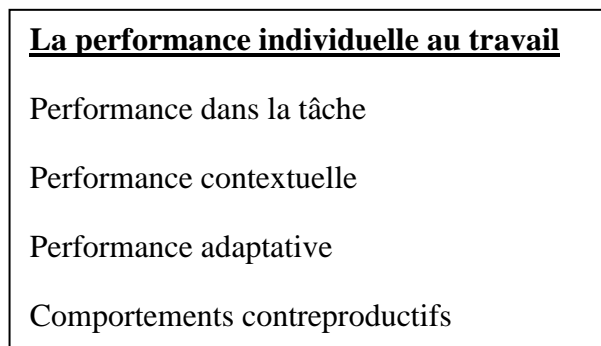 La performance individuelle au travail
Performance dans la tâche
Performance contextuelle
Performance adaptative
Comportements contreproductifs